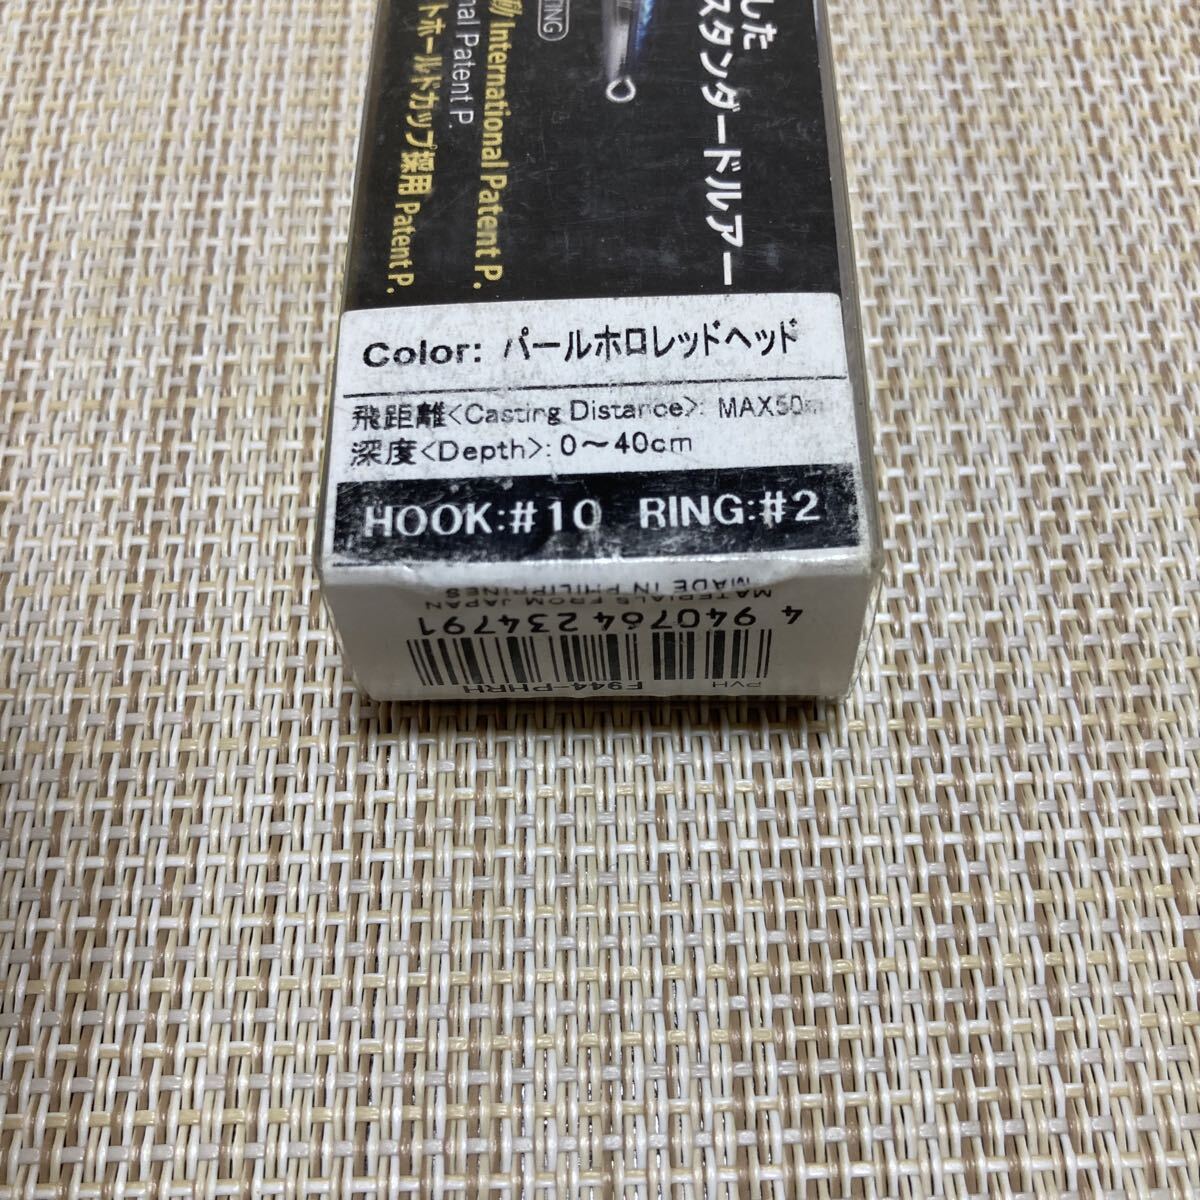 した
スタンダードルアー
TING
International Patent P.
nal Patent P.
トホールドカップ採用 Patent P.
Color: パールホロレッドヘッド
飛距離<Casting Distance>: MAX50m
深度<Depth>: 0〜40cm
HOOK:#10 RING:#2
MADE IN PHILIPPINES
MATERIALS FROM JAPAN
4 940764 234791
PVH F944-PHRH